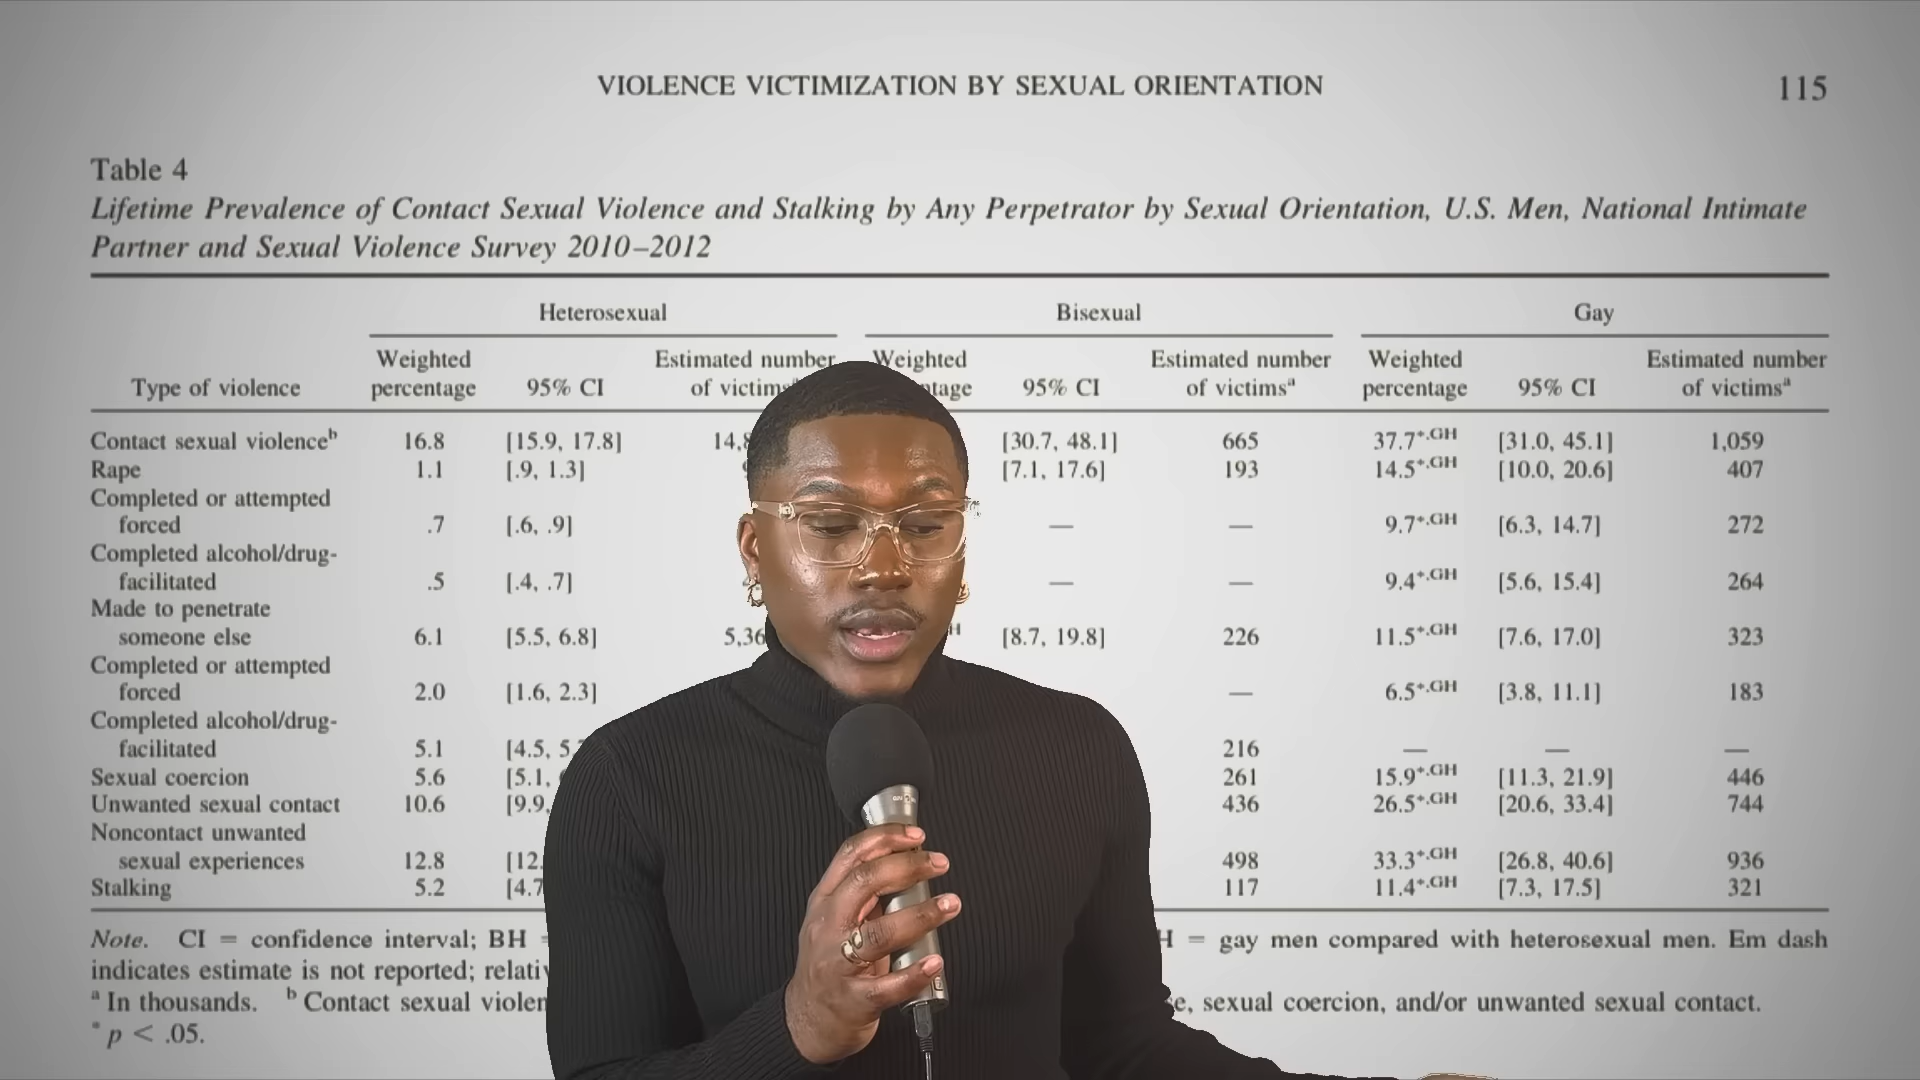 VIOLENCE VICTIMIZATION BY SEXUAL ORIENTATION 115
Table 4
Lifetime Prevalence of Contact Sexual Violence and Stalking by Any Perpetrator by Sexual Orientation, U.S. Men, National Intimate
Partner and Sexual Violence Survey 2010–2012
Heterosexual Bisexual Gay
Weighted Estimated number Weighted Estimated number Weighted Estimated number
Type of violence percentage 95% CI of 95% CI of victimsᵃ percentage 95% CI of victimsᵃ
Contact sexual violenceᵇ 16.8 [15.9, 17.8] [30.7, 48.1] 665 37.7*,GH [31.0, 45.1] 1,059
Rape 1.1 [.9, 1.3] [7.1, 17.6] 193 14.5*,GH [10.0, 20.6] 407
Completed or attempted
forced .7 [.6, .9] — — 9.7*,GH [6.3, 14.7] 272
Completed alcohol/drug-
facilitated .5 [.4, .7] — — 9.4*,GH [5.6, 15.4] 264
Made to penetrate
someone else 6.1 [5.5, 6.8] [8.7, 19.8] 226 11.5*,GH [7.6, 17.0] 323
Completed or attempted
forced 2.0 [1.6, 2.3] — 6.5*,GH [3.8, 11.1] 183
Completed alcohol/drug-
facilitated 5.1 [4.5, 216 — — —
Sexual coercion 5.6 [5.1, 261 15.9*,GH [11.3, 21.9] 446
Unwanted sexual contact 10.6 [9.9, 436 26.5*,GH [20.6, 33.4] 744
Noncontact unwanted
sexual experiences 12.8 498 33.3*,GH [26.8, 40.6] 936
Stalking 5.2 [4.7 117 11.4*,GH [7.3, 17.5] 321
Note. CI = confidence interval; BH = gay men compared with heterosexual men. Em dash
indicates estimate is not reported;
ᵃ In thousands. ᵇ Contact sexual sexual coercion, and/or unwanted sexual contact.
* p < .05.